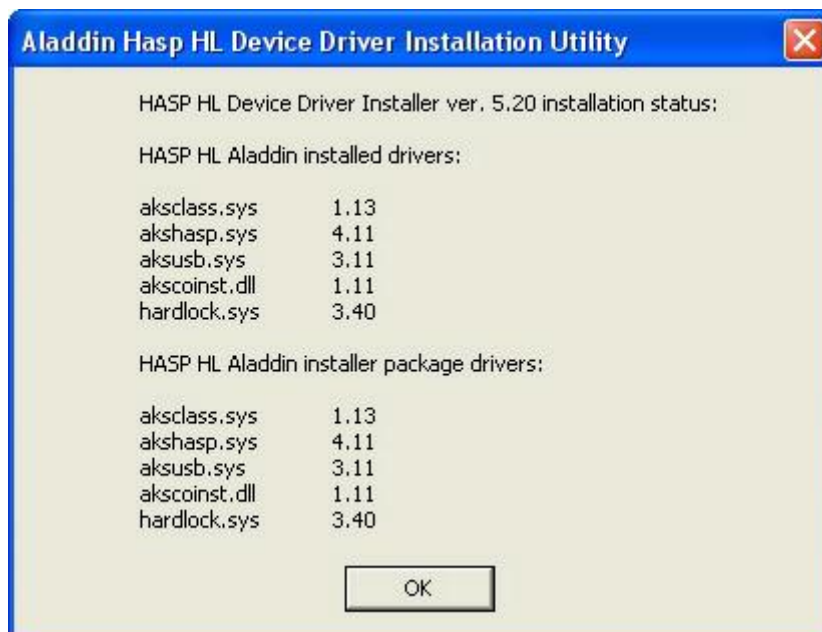 Aladdin Hasp HL Device Driver Installation Utility
HASP HL Device Driver Installer ver. 5.20 installation status:
HASP HL Aladdin installed drivers:
aksclass.sys 1.13
akshasp.sys 4.11
aksusb.sys 3.11
akscoinst.dll 1.11
hardlock.sys 3.40
HASP HL Aladdin installer package drivers:
aksclass.sys 1.13
akshasp.sys 4.11
aksusb.sys 3.11
akscoinst.dll 1.11
hardlock.sys 3.40
OK